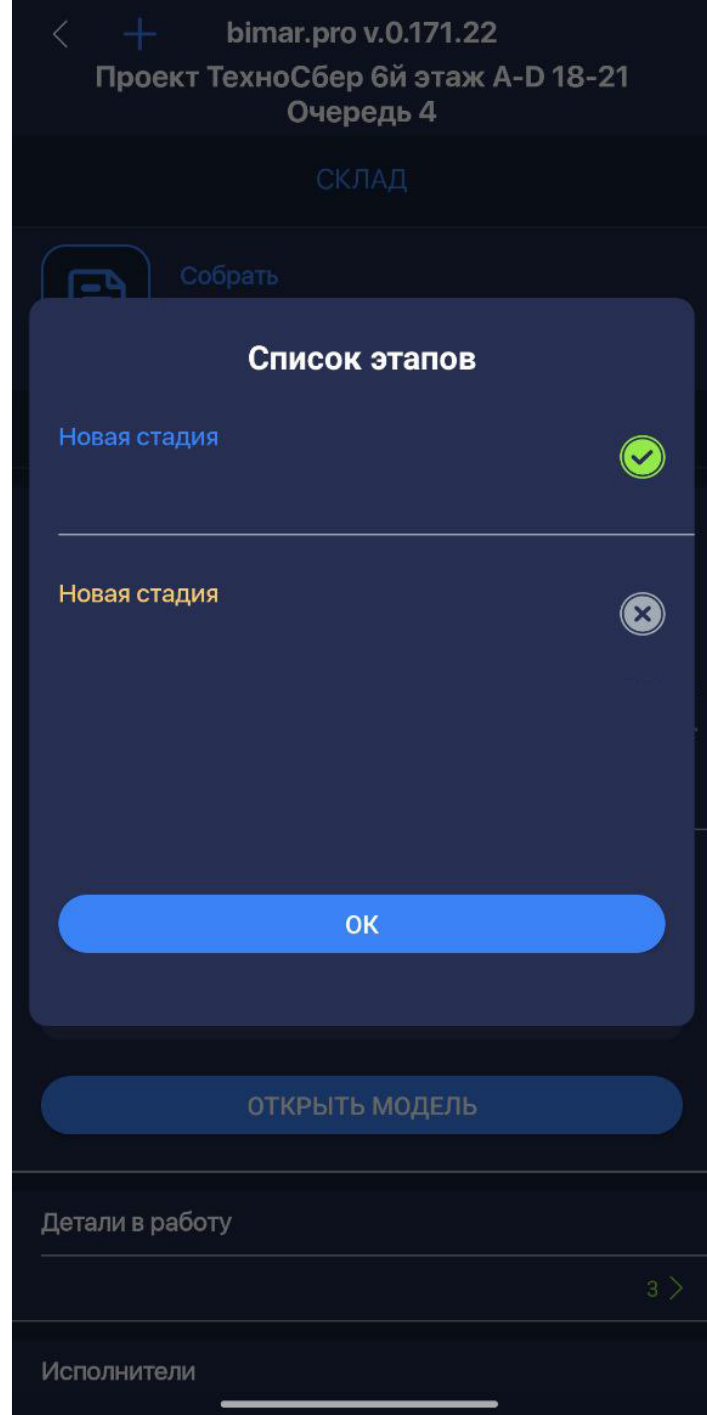 bimar.pro v.0.171.22
Проект ТехноСбер 6й этаж A-D 18-21
Очередь 4
СКЛАД
Собрать
Список этапов
Новая стадия
Новая стадия
ОК
ОТКРЫТЬ МОДЕЛЬ
Детали в работу
3
Исполнители